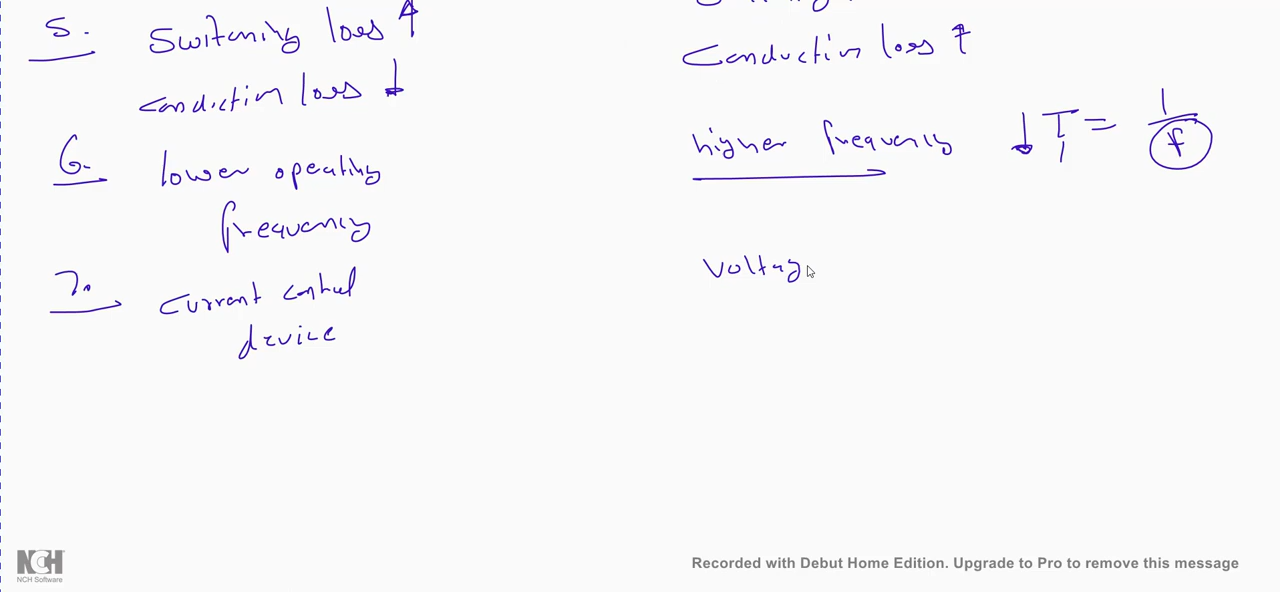 5. Switching loss ↑
Conduction loss ↑
conduction loss ↓
higher frequency ↓ T = 1/f
6. lower operating
frequency
Voltag
7. current control
device
NCH
NCH Software
Recorded with Debut Home Edition. Upgrade to Pro to remove this message